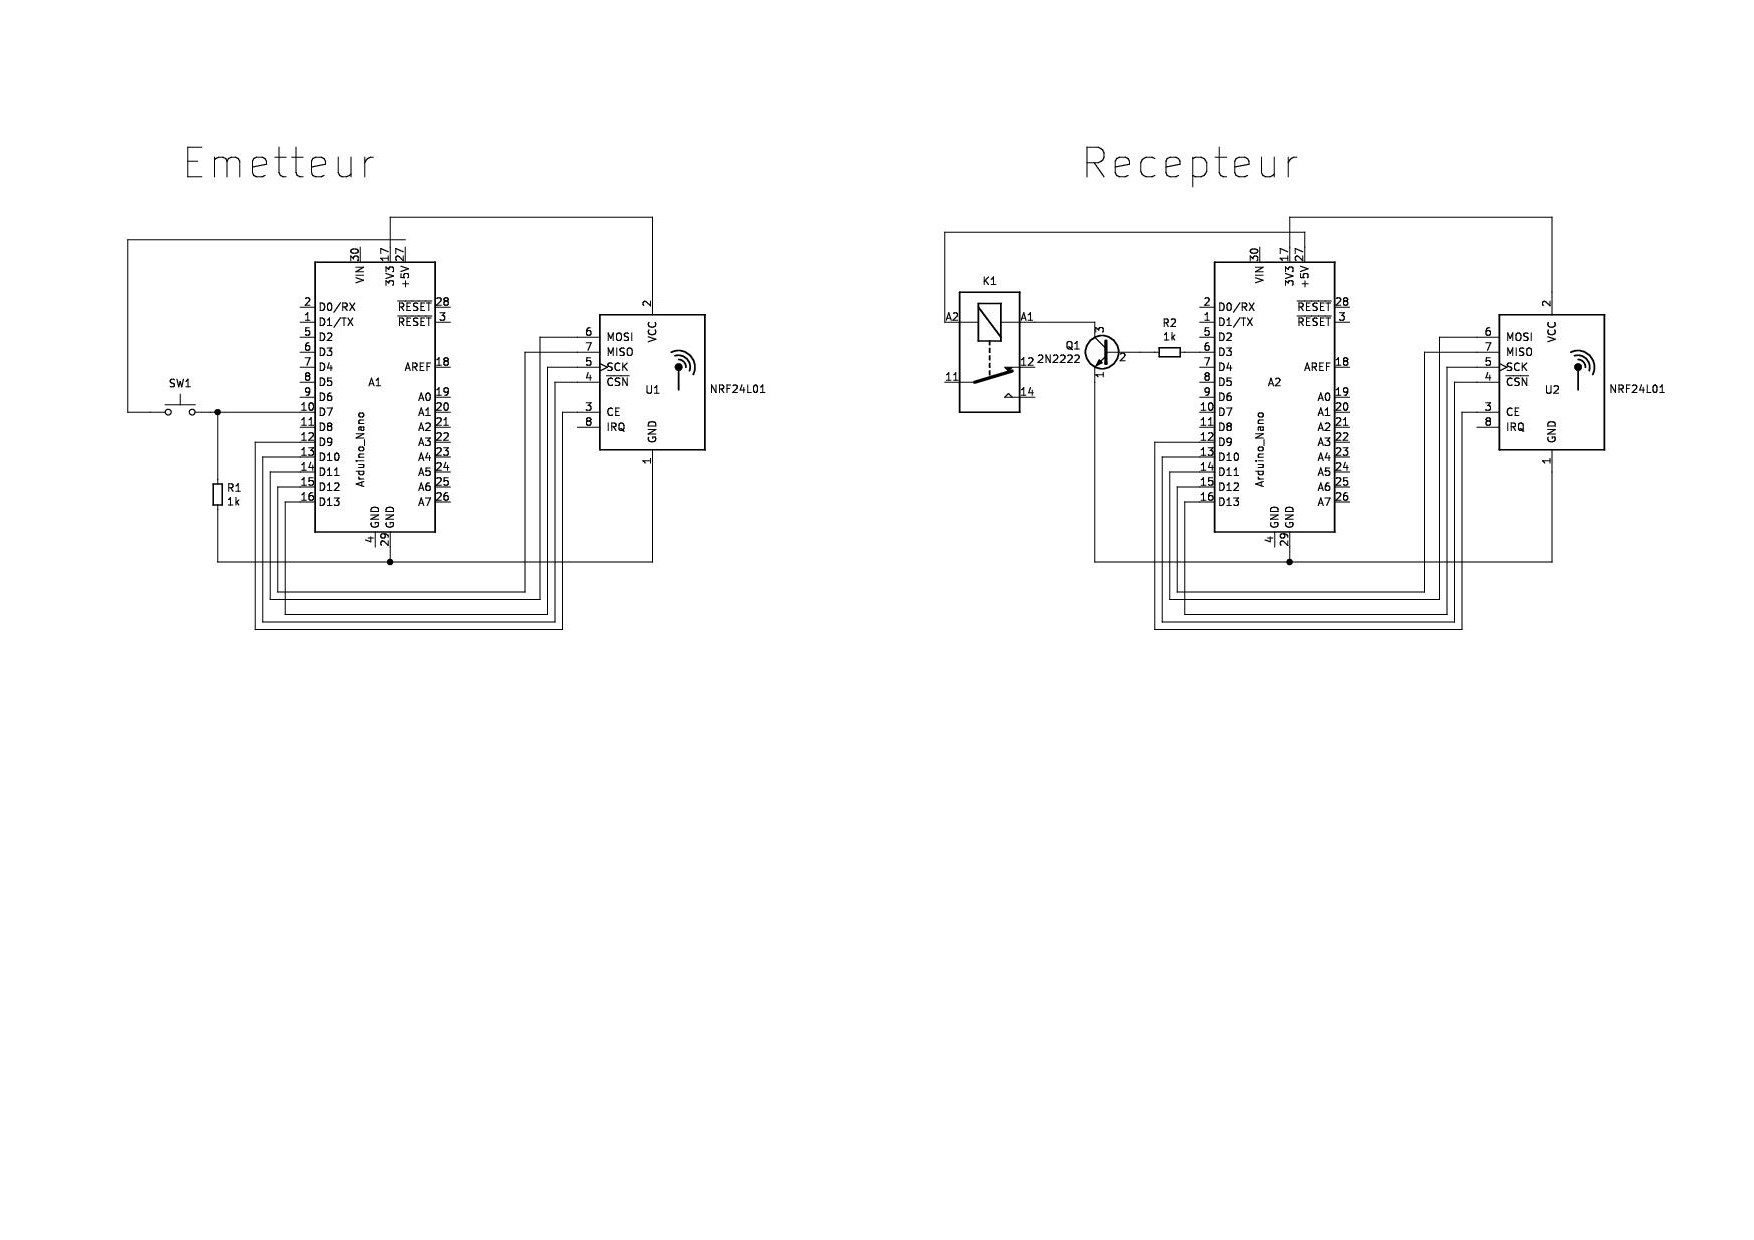 Emetteur
30 17 27
VIN 3V3 +5V
2 D0/RX RESET 28
1 D1/TX RESET 3
5 D2
6 D3
7 D4 AREF 18
8 D5
9 D6 A0 19
10 D7 A1 20
11 D8 A2 21
12 D9 A3 22
13 D10 A4 23
14 D11 A5 24
15 D12 A6 25
16 D13 A7 26
A1
Arduino_Nano
GND GND
4 29
SW1
R1
1k
2
VCC
6 MOSI
7 MISO
5 SCK
4 CSN
3 CE
8 IRQ
U1
NRF24L01
GND
1
Recepteur
K1
A2 A1
11 12
14
Q1
2N2222
3
2
1
R2
1k
30 17 27
VIN 3V3 +5V
2 D0/RX RESET 28
1 D1/TX RESET 3
5 D2
6 D3
7 D4 AREF 18
8 D5
9 D6 A0 19
10 D7 A1 20
11 D8 A2 21
12 D9 A3 22
13 D10 A4 23
14 D11 A5 24
15 D12 A6 25
16 D13 A7 26
A2
Arduino_Nano
GND GND
4 29
2
VCC
6 MOSI
7 MISO
5 SCK
4 CSN
3 CE
8 IRQ
U2
NRF24L01
GND
1